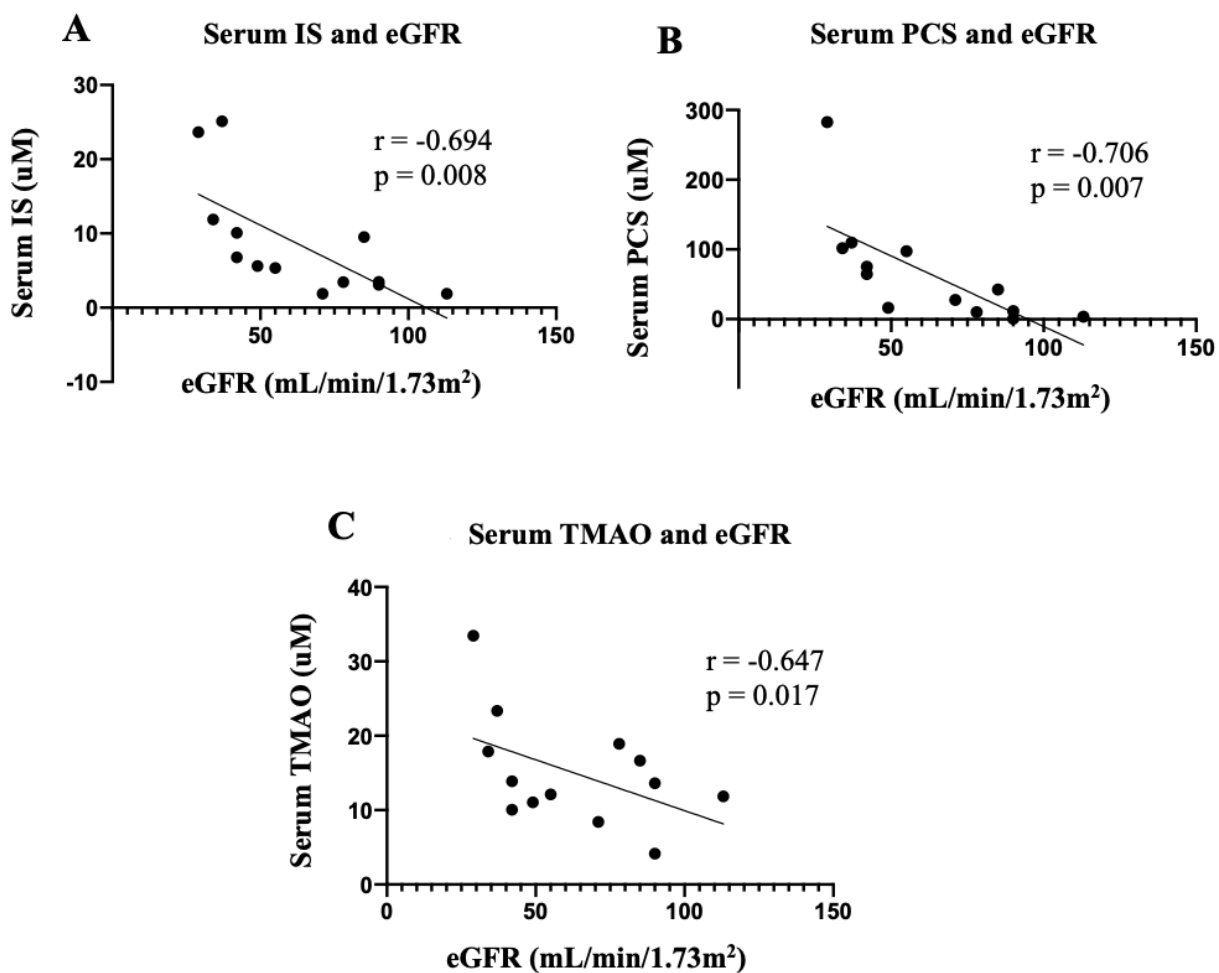 A
Serum IS and eGFR
30
20
10
0
-10
50
100
150
Serum IS (uM)
r = -0.694
p = 0.008
eGFR (mL/min/1.73m²)
B
Serum PCS and eGFR
300
200
100
0
50
100
150
Serum PCS (uM)
r = -0.706
p = 0.007
eGFR (mL/min/1.73m²)
C
Serum TMAO and eGFR
40
30
20
10
0
0
50
100
150
Serum TMAO (uM)
r = -0.647
p = 0.017
eGFR (mL/min/1.73m²)